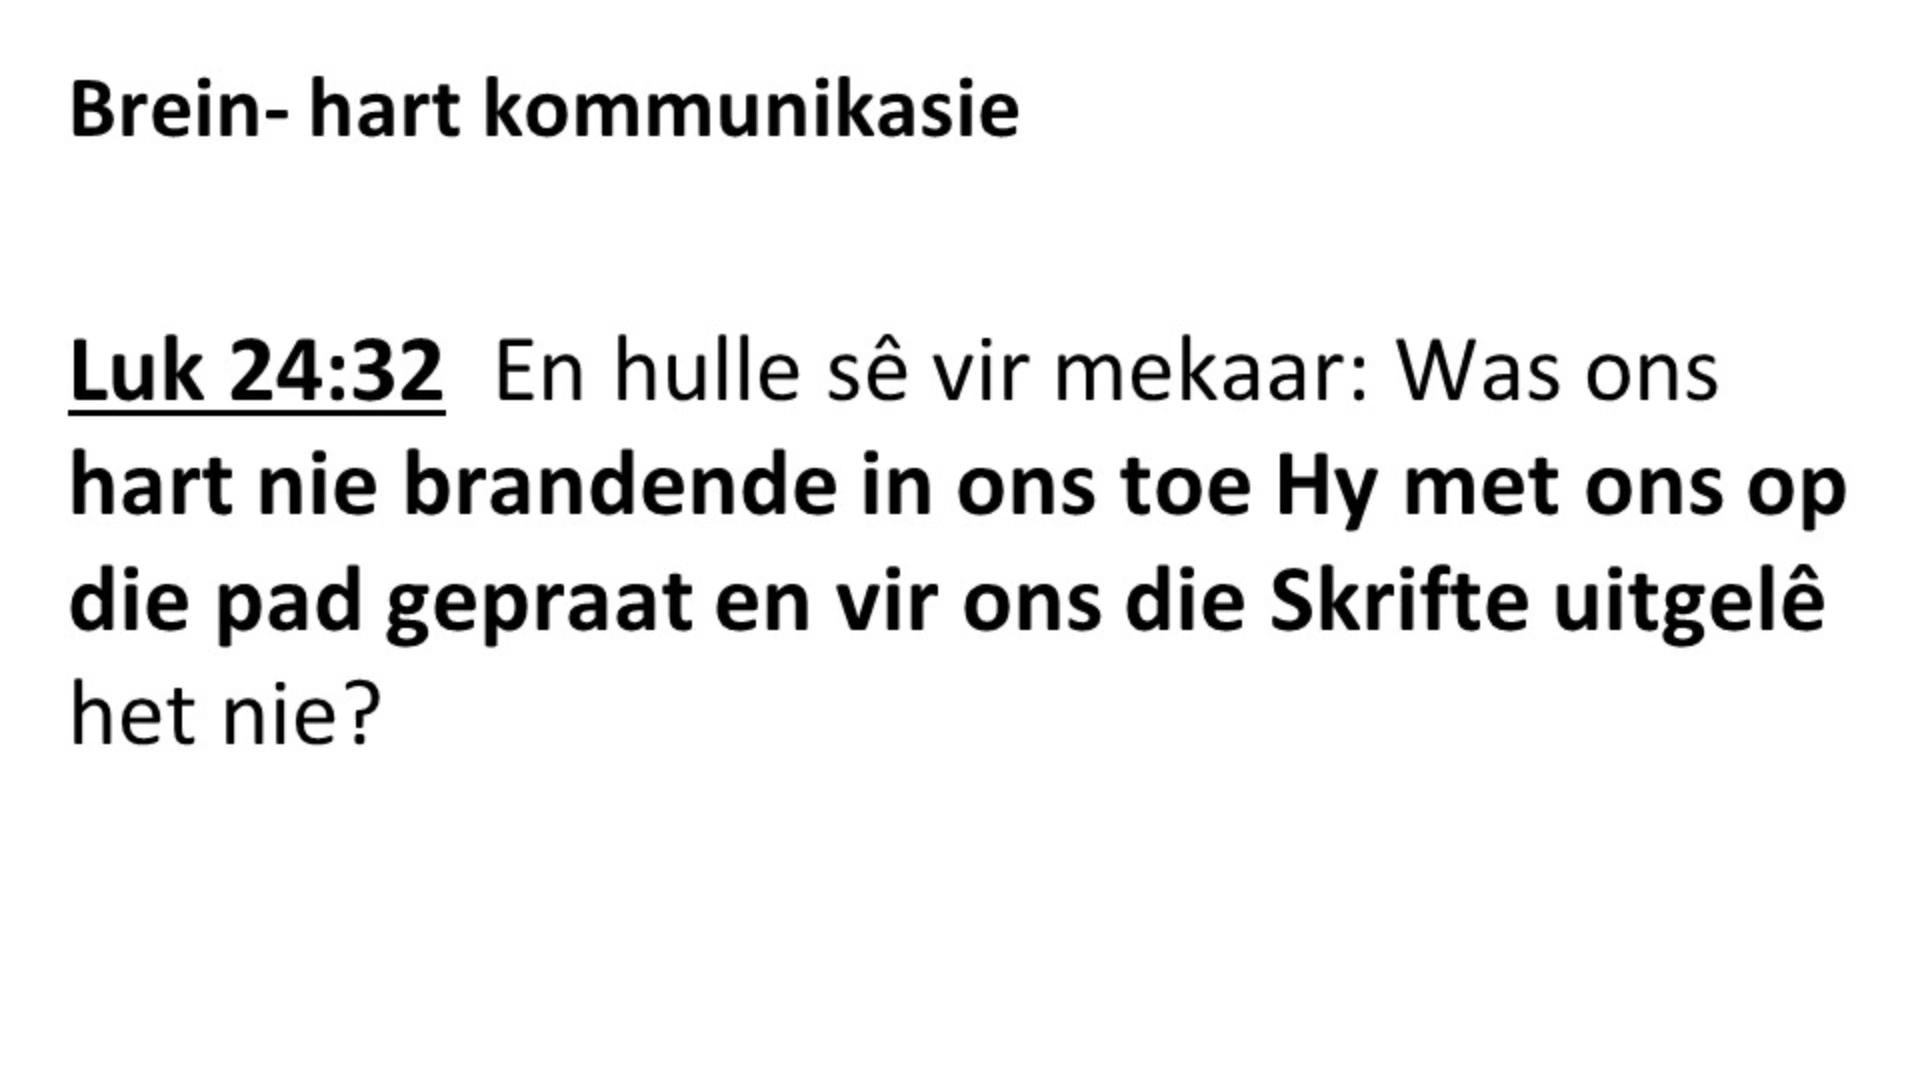 Brein- hart kommunikasie
Luk 24:32  En hulle sê vir mekaar: Was ons
hart nie brandende in ons toe Hy met ons op
die pad gepraat en vir ons die Skrifte uitgelê
het nie?